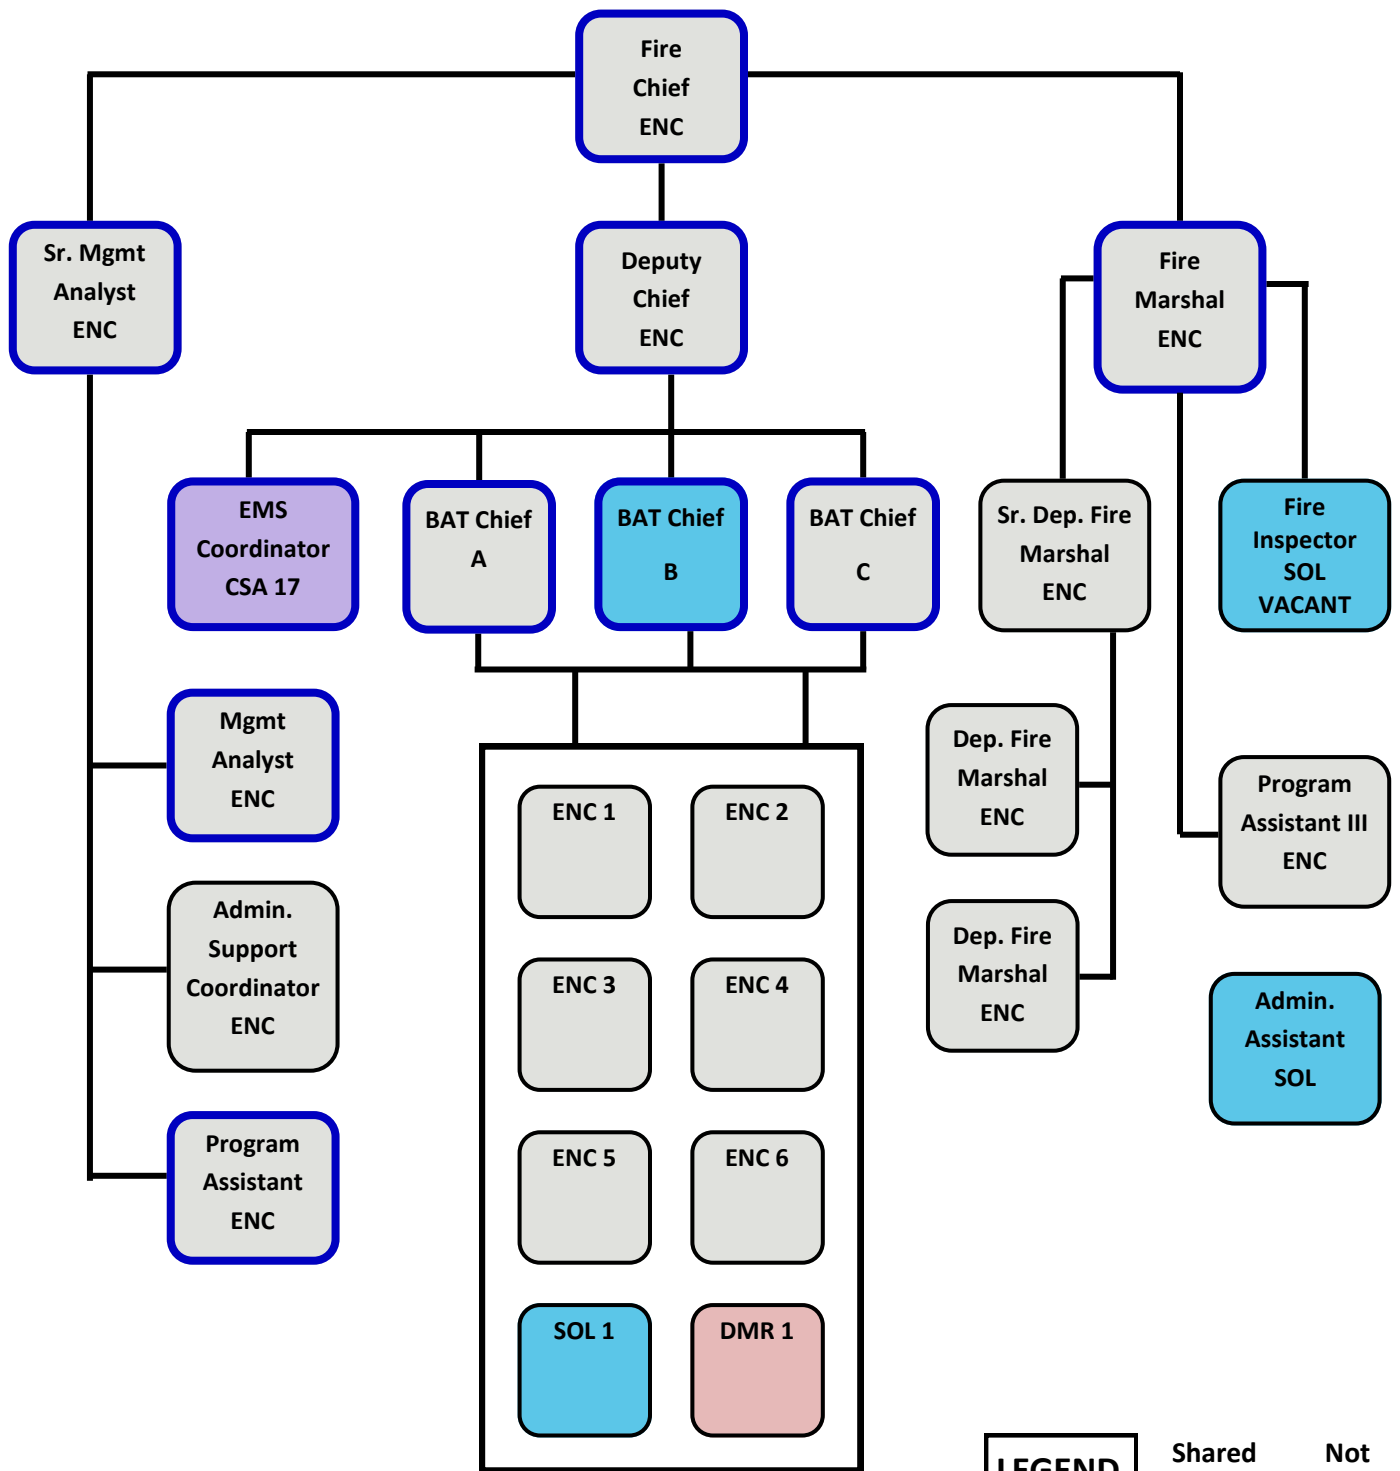 Fire
Chief
ENC
Sr. Mgmt
Analyst
ENC
Deputy
Chief
ENC
Fire
Marshal
ENC
EMS
Coordinator
CSA 17
BAT Chief
A
BAT Chief
B
BAT Chief
C
Sr. Dep. Fire
Marshal
ENC
Fire
Inspector
SOL
VACANT
Mgmt
Analyst
ENC
Dep. Fire
Marshal
ENC
Program
Assistant III
ENC
ENC 1
ENC 2
Admin.
Support
Coordinator
ENC
Dep. Fire
Marshal
ENC
ENC 3
ENC 4
Admin.
Assistant
SOL
Program
Assistant
ENC
ENC 5
ENC 6
SOL 1
DMR 1
LEGEND
Shared
Not